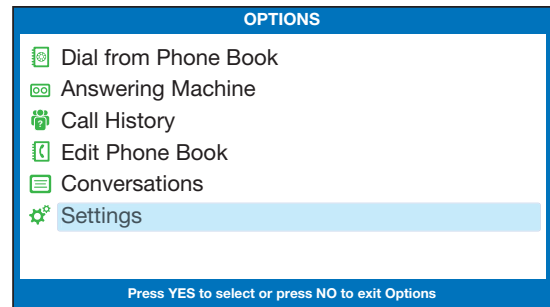 OPTIONS
Dial from Phone Book
Answering Machine
Call History
Edit Phone Book
Conversations
Settings
Press YES to select or press NO to exit Options